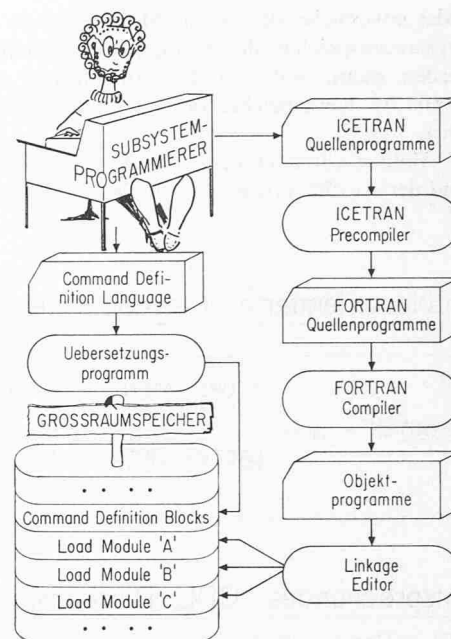 SUBSYSTEM-
PROGRAMMIERER
ICETRAN
Quellenprogramme
ICETRAN
Precompiler
Command Defi-
nition Language
FORTRAN
Quellenprogramme
Uebersetzungs-
programm
FORTRAN
Compiler
GROSSRAUMSPEICHER
. . . .
Objekt-
programme
Command Definition Blocks
Load Module 'A'
Load Module 'B'
Load Module 'C'
. . . .
Linkage
Editor